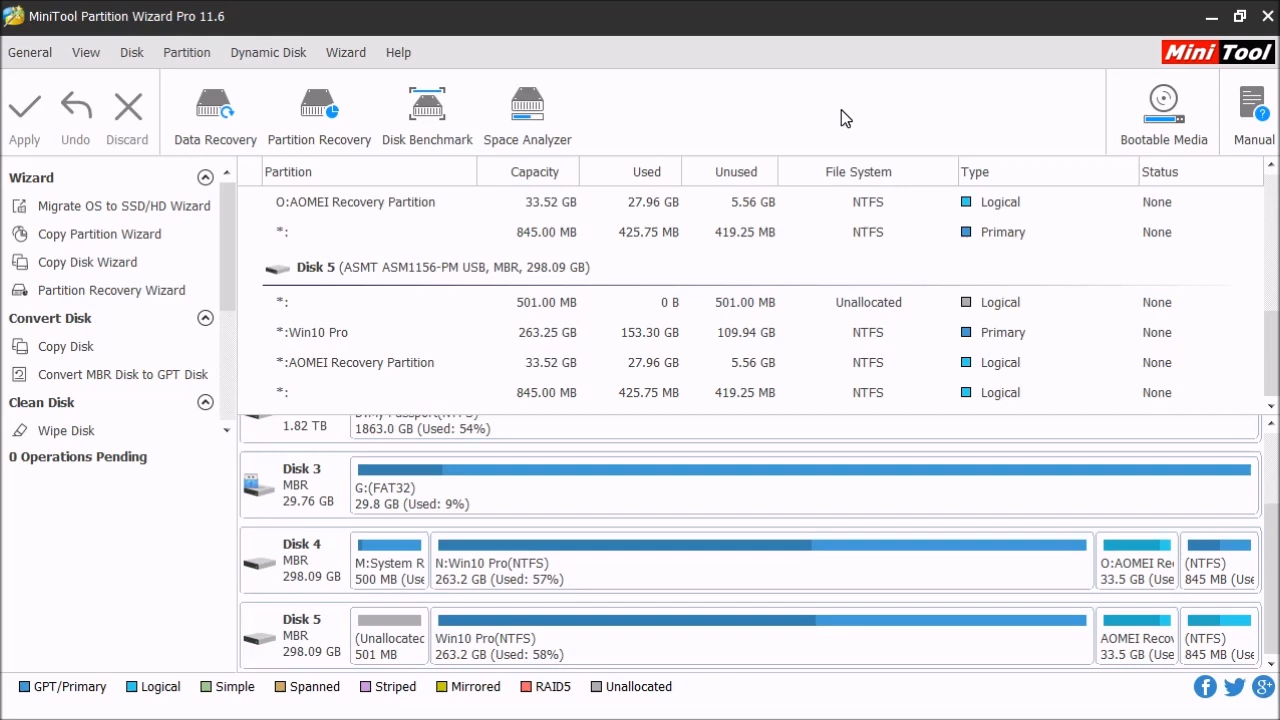 MiniTool Partition Wizard Pro 11.6
General View Disk Partition Dynamic Disk Wizard Help
Mini Tool
Apply Undo Discard Data Recovery Partition Recovery Disk Benchmark Space Analyzer Bootable Media Manual
Wizard
Migrate OS to SSD/HD Wizard
Copy Partition Wizard
Copy Disk Wizard
Partition Recovery Wizard
Convert Disk
Copy Disk
Convert MBR Disk to GPT Disk
Clean Disk
Wipe Disk
0 Operations Pending
Partition Capacity Used Unused File System Type Status
O:AOMEI Recovery Partition 33.52 GB 27.96 GB 5.56 GB NTFS Logical None
*: 845.00 MB 425.75 MB 419.25 MB NTFS Primary None
Disk 5 (ASMT ASM1156-PM USB, MBR, 298.09 GB)
*: 501.00 MB 0 B 501.00 MB Unallocated Logical None
*:Win10 Pro 263.25 GB 153.30 GB 109.94 GB NTFS Primary None
*:AOMEI Recovery Partition 33.52 GB 27.96 GB 5.56 GB NTFS Logical None
*: 845.00 MB 425.75 MB 419.25 MB NTFS Logical None
1.82 TB
1863.0 GB (Used: 54%)
Disk 3
MBR
29.76 GB
G:(FAT32)
29.8 GB (Used: 9%)
Disk 4
MBR
298.09 GB
M:System R
500 MB (Use
N:Win10 Pro(NTFS)
263.2 GB (Used: 57%)
O:AOMEI Re
33.5 GB (Use
(NTFS)
845 MB (Use
Disk 5
MBR
298.09 GB
(Unallocated
501 MB
Win10 Pro(NTFS)
263.2 GB (Used: 58%)
AOMEI Recov
33.5 GB (Use
(NTFS)
845 MB (Use
GPT/Primary Logical Simple Spanned Striped Mirrored RAID5 Unallocated